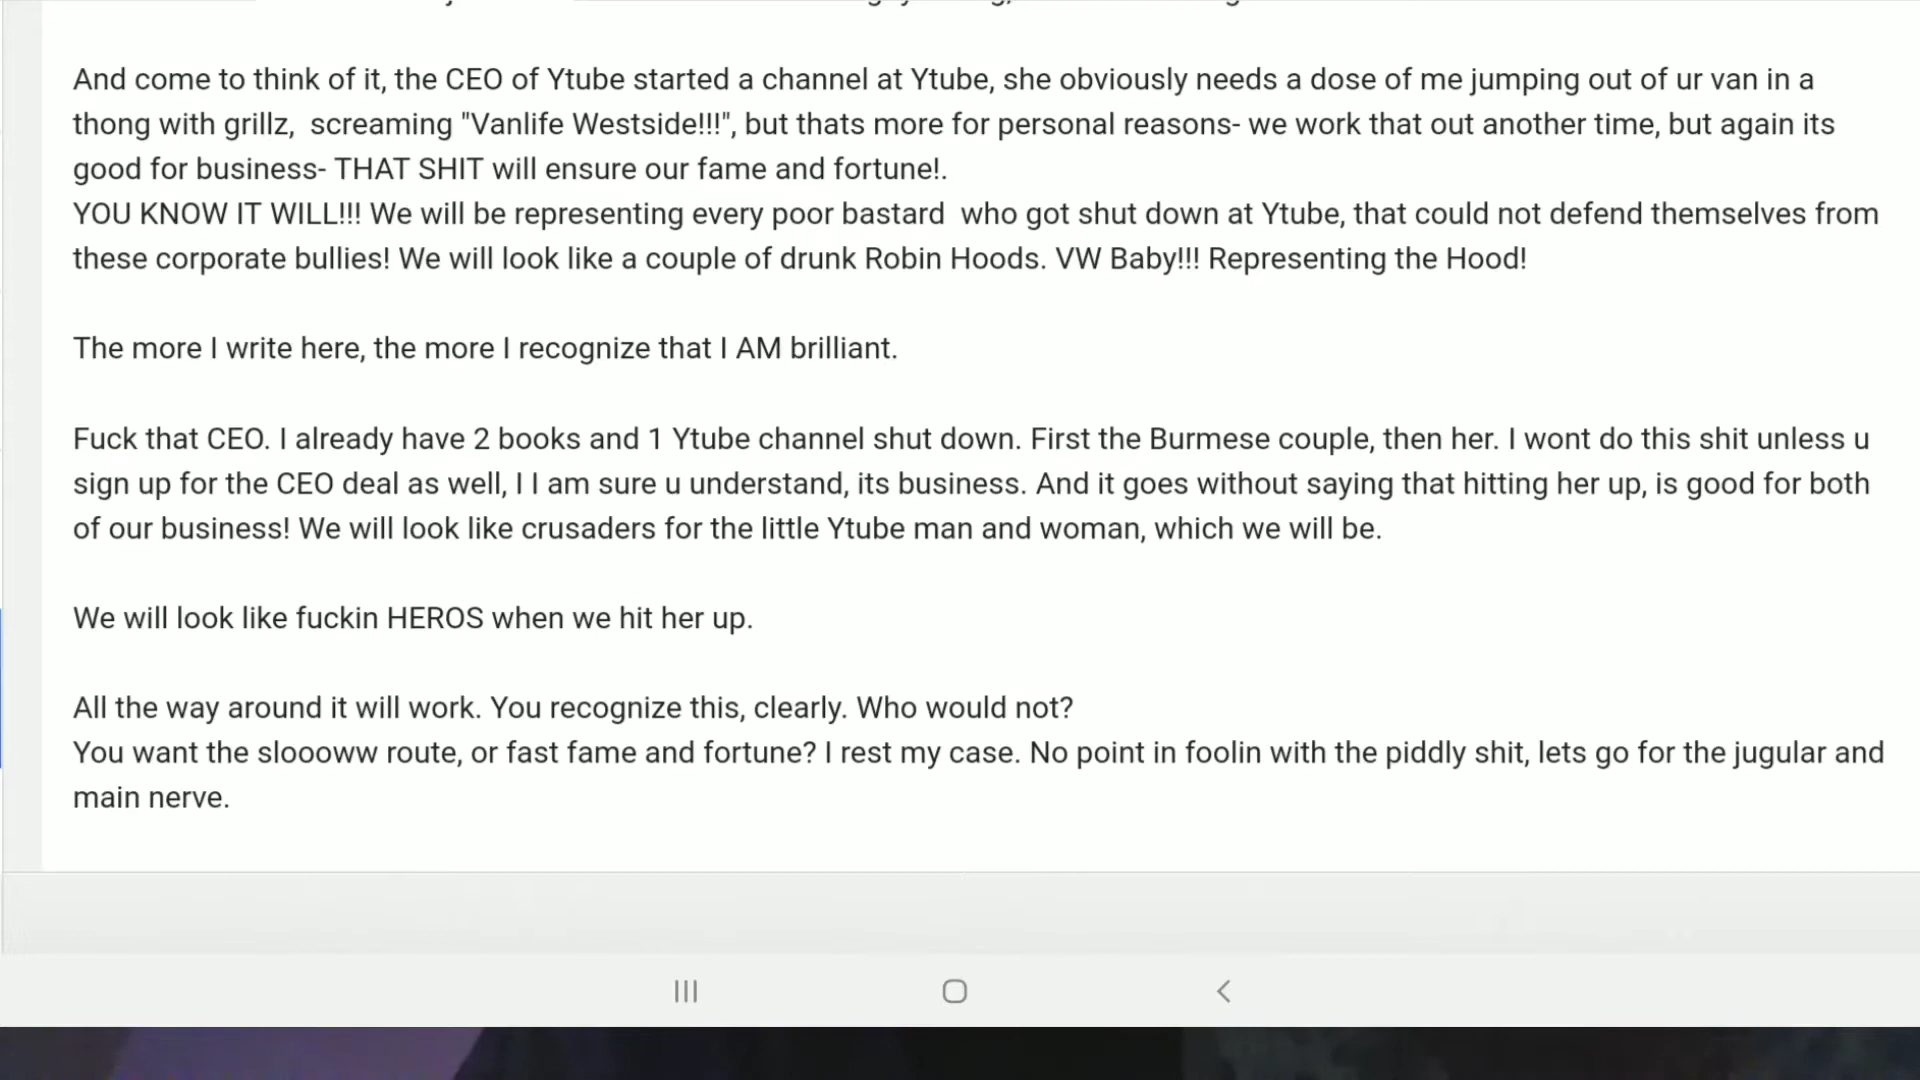 And come to think of it, the CEO of Ytube started a channel at Ytube, she obviously needs a dose of me jumping out of ur van in a
thong with grillz,  screaming "Vanlife Westside!!!", but thats more for personal reasons- we work that out another time, but again its
good for business- THAT SHIT will ensure our fame and fortune!.
YOU KNOW IT WILL!!! We will be representing every poor bastard  who got shut down at Ytube, that could not defend themselves from
these corporate bullies! We will look like a couple of drunk Robin Hoods. VW Baby!!! Representing the Hood!
The more I write here, the more I recognize that I AM brilliant.
Fuck that CEO. I already have 2 books and 1 Ytube channel shut down. First the Burmese couple, then her. I wont do this shit unless u
sign up for the CEO deal as well, I I am sure u understand, its business. And it goes without saying that hitting her up, is good for both
of our business! We will look like crusaders for the little Ytube man and woman, which we will be.
We will look like fuckin HEROS when we hit her up.
All the way around it will work. You recognize this, clearly. Who would not?
You want the sloooww route, or fast fame and fortune? I rest my case. No point in foolin with the piddly shit, lets go for the jugular and
main nerve.